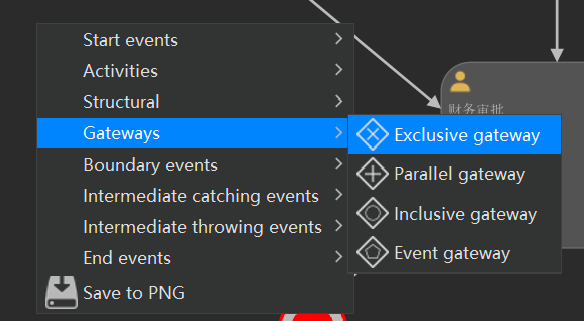 Start events
Activities
Structural
Gateways
Boundary events
Intermediate catching events
Intermediate throwing events
End events
Save to PNG
财务审批
Exclusive gateway
Parallel gateway
Inclusive gateway
Event gateway